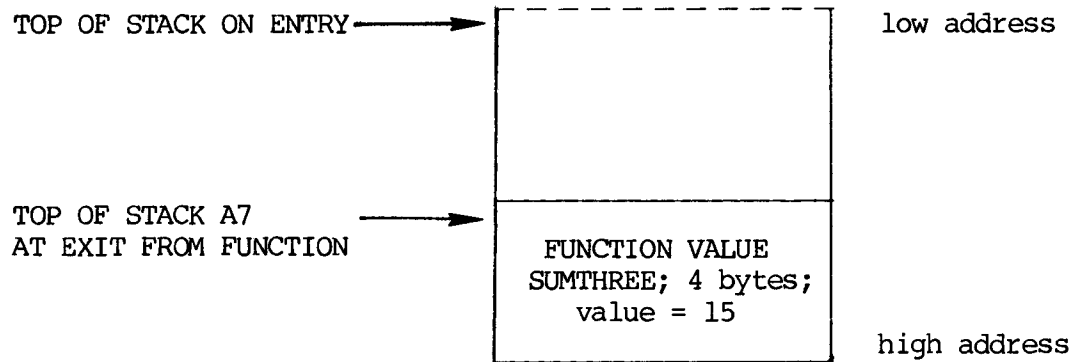 TOP OF STACK ON ENTRY
low address
TOP OF STACK A7
AT EXIT FROM FUNCTION
FUNCTION VALUE
SUMTHREE; 4 bytes;
value = 15
high address